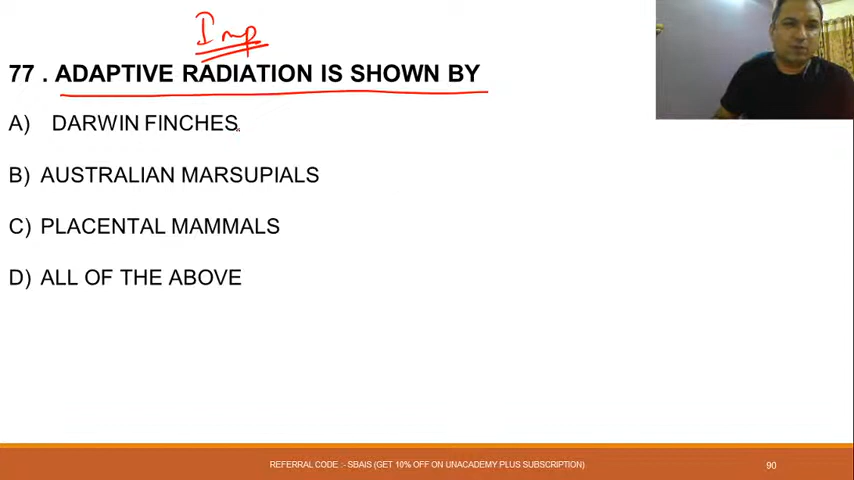 Imp
77 . ADAPTIVE RADIATION IS SHOWN BY
A) DARWIN FINCHES
B) AUSTRALIAN MARSUPIALS
C) PLACENTAL MAMMALS
D) ALL OF THE ABOVE
REFERRAL CODE :- SBAIS (GET 10% OFF ON UNACADEMY PLUS SUBSCRIPTION)
90